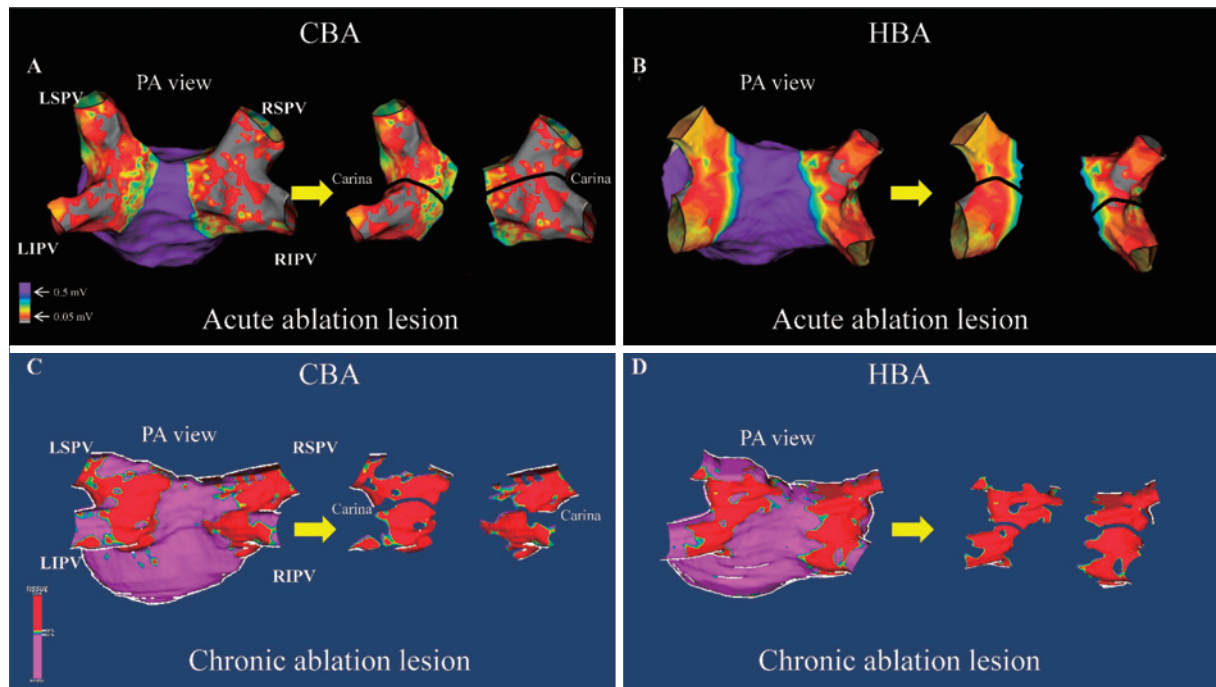 CBA
A
PA view
LSPV
RSPV
Carina
Carina
LIPV
RIPV
0.5 mV
0.05 mV
Acute ablation lesion
HBA
B
PA view
Acute ablation lesion
C
CBA
PA view
LSPV
RSPV
Carina
Carina
LIPV
RIPV
TISSUE
Chronic ablation lesion
D
HBA
PA view
Chronic ablation lesion